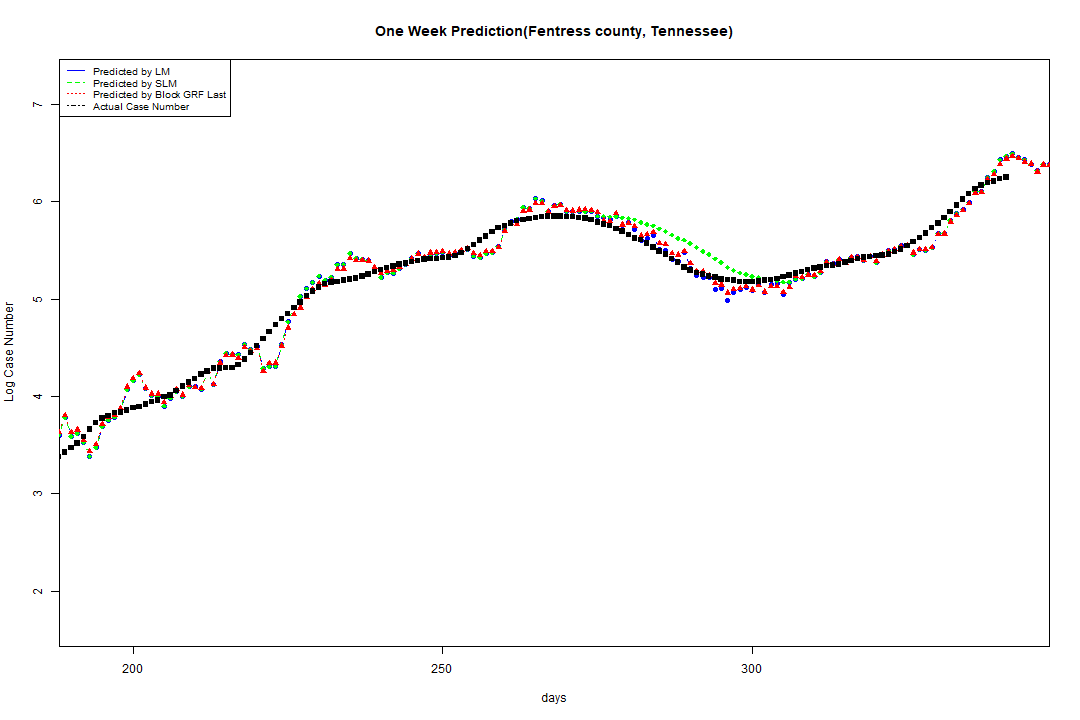 One Week Prediction(Fentress county, Tennessee)
Predicted by LM
Predicted by SLM
Predicted by Block GRF Last
Actual Case Number
7
6
5
4
3
2
Log Case Number
200 250 300
days